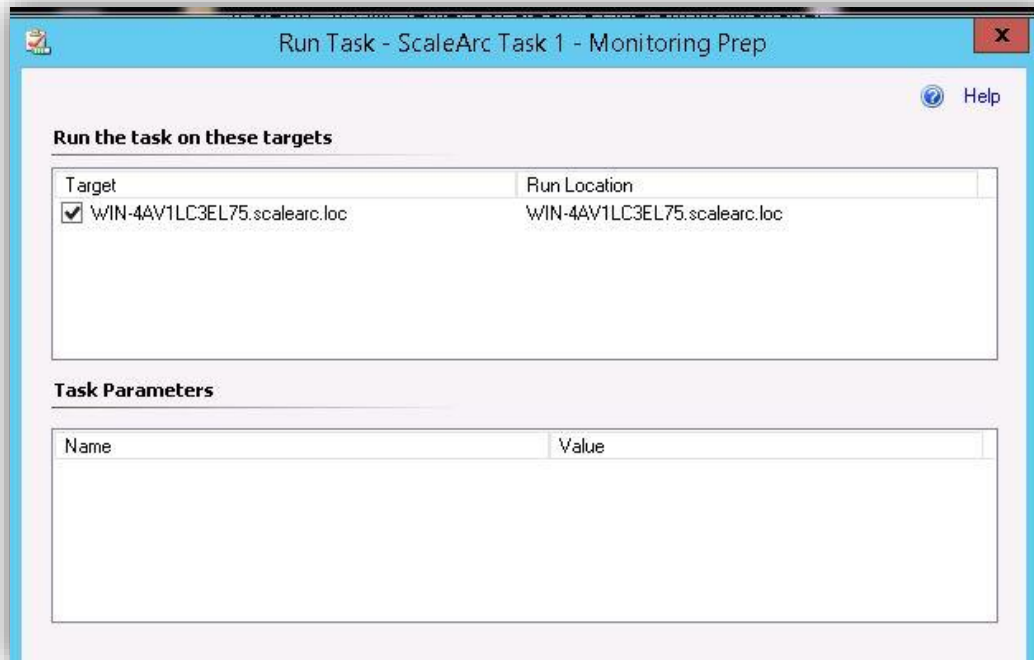 Run Task - ScaleArc Task 1 - Monitoring Prep
x
Help
Run the task on these targets
Target Run Location
WIN-4AV1LC3EL75.scalearc.loc WIN-4AV1LC3EL75.scalearc.loc
Task Parameters
Name Value